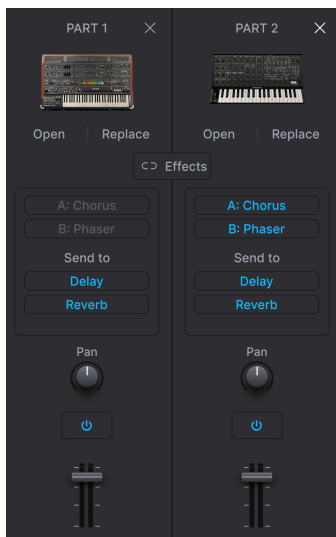 PART 1
PART 2
Open
Replace
Open
Replace
Effects
A: Chorus
B: Phaser
Send to
Delay
Reverb
Pan
A: Chorus
B: Phaser
Send to
Delay
Reverb
Pan